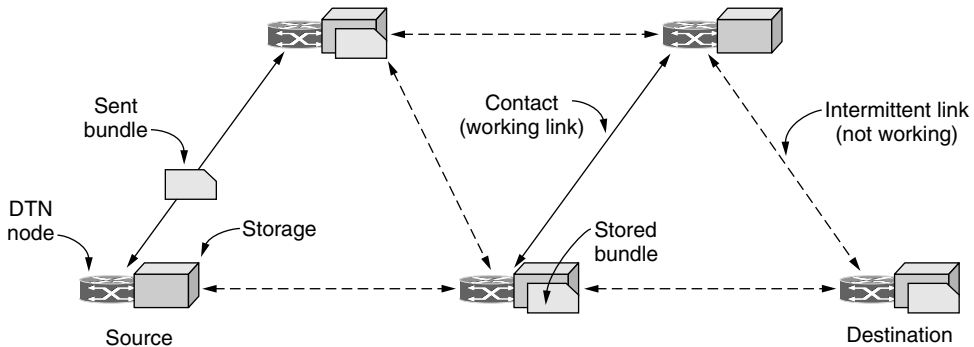 Sent
bundle
Contact
(working link)
Intermittent link
(not working)
DTN
node
Storage
Stored
bundle
Source
Destination